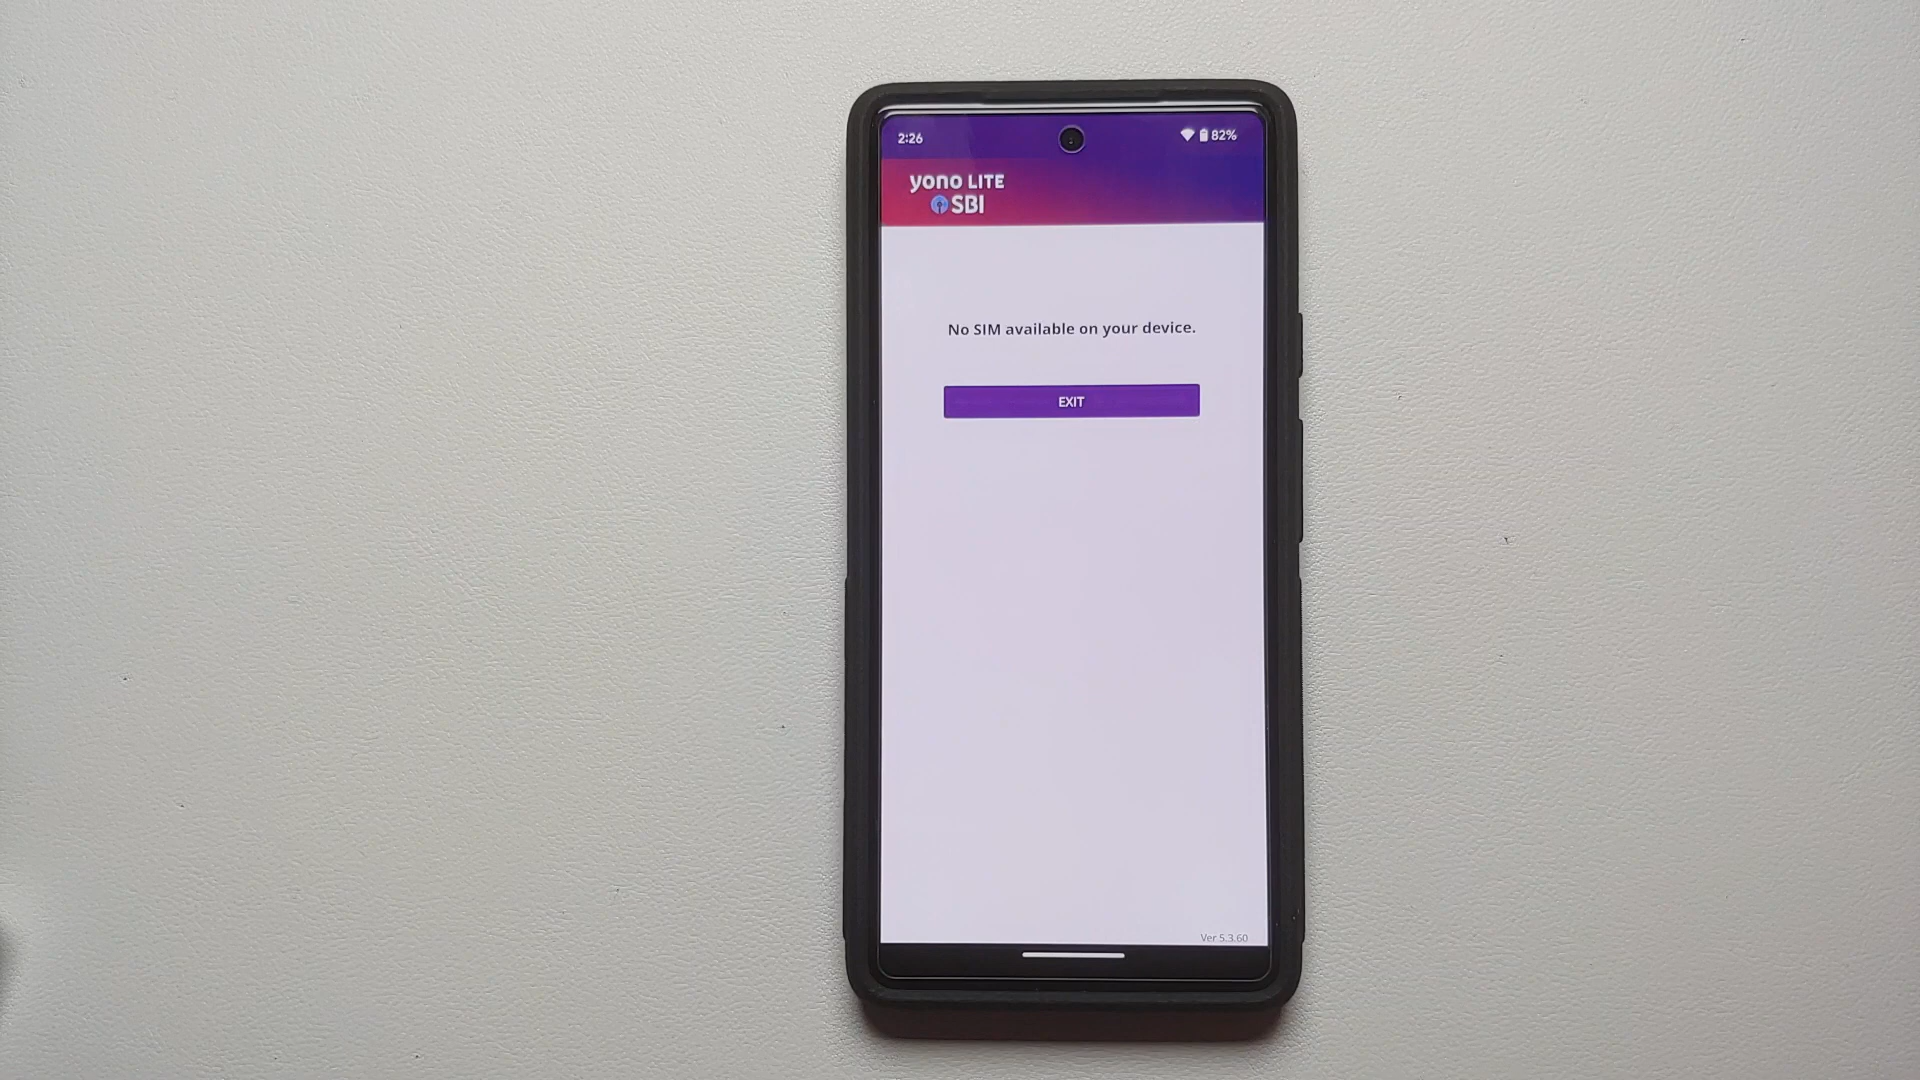 2:26
82%
yono LITE
SBI
No SIM available on your device.
EXIT
Ver 5.3.60